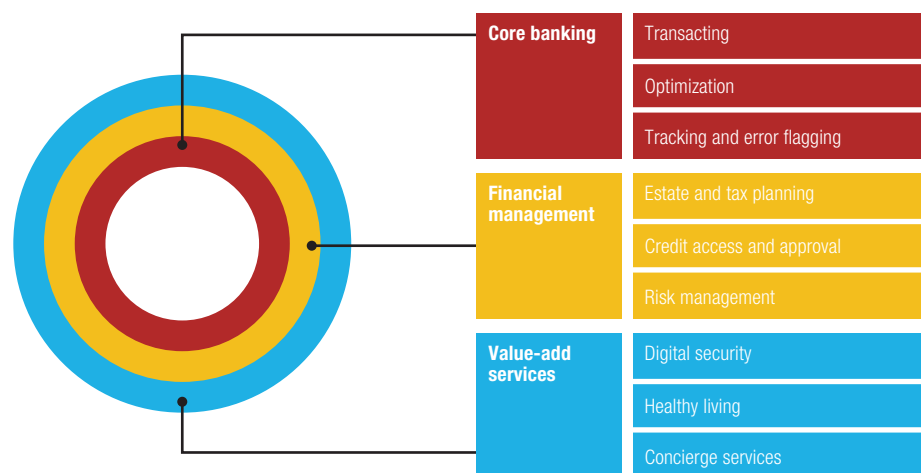 Core banking
Transacting
Optimization
Tracking and error flagging
Financial
management
Estate and tax planning
Credit access and approval
Risk management
Value-add
services
Digital security
Healthy living
Concierge services